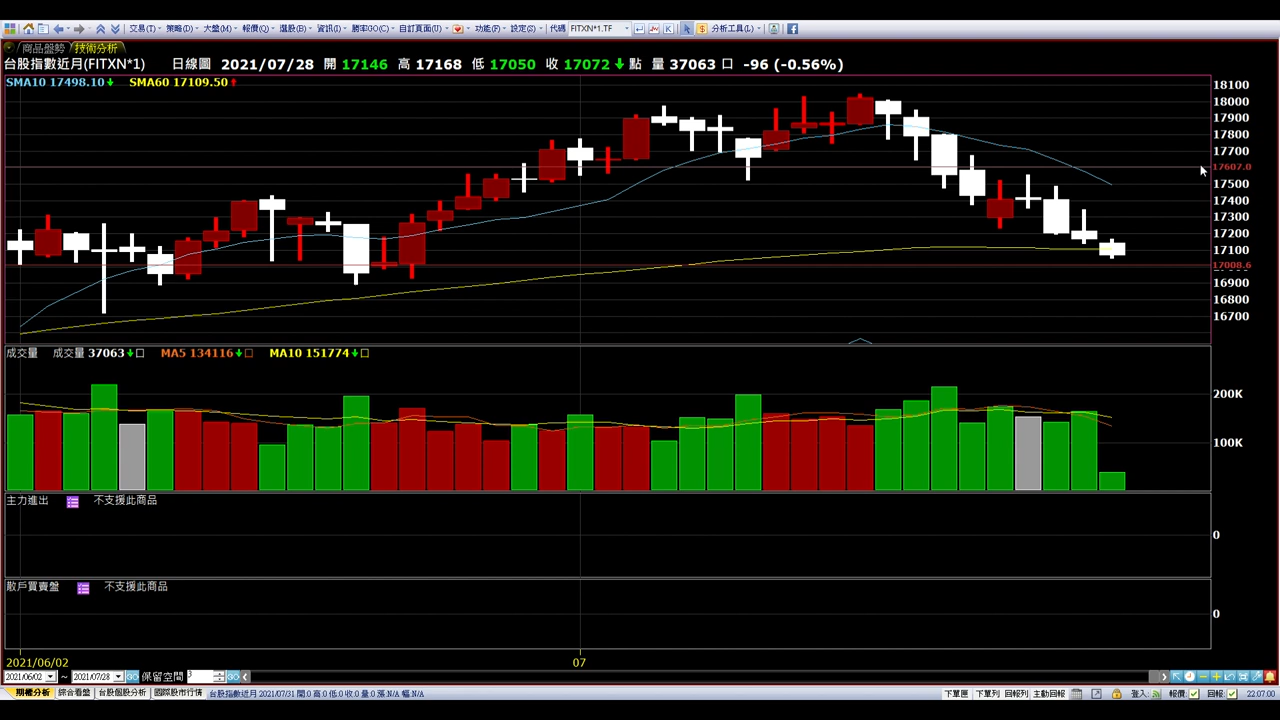 交易(T) 策略(D) 大盤(M) 報價(Q) 選股(B) 資訊(I) 勝率GO(C) 自訂頁面(U) 功能(F) 設定(S) 代碼 FITXN*1.TF 分析工具(L)
商品盤勢 技術分析
台股指數近月(FITXN*1) 日線圖 2021/07/28 開 17146 高 17168 低 17050 收 17072 點 量 37063 口 -96 (-0.56%)
SMA10 17498.10 SMA60 17109.50
18100
18000
17900
17800
17700
17607.0
17500
17400
17300
17200
17100
17008.6
16900
16800
16700
成交量 成交量 37063 口 MA5 134116 口 MA10 151774 口
200K
100K
主力進出 不支援此商品
0
散戶買賣盤 不支援此商品
0
2021/06/02 07
2021/06/02 ~ 2021/07/28 GO 保留空間 3 GO
期權分析 綜合看盤 台股個股分析 國際股市行情 台股指數近月 2021/07/31 開:0 高:0 低:0 收:0 量:0 漲:N/A 幅:N/A 下單匣 下單列 回報列 主動回報 登入: 報價: 回報: 22:07:00